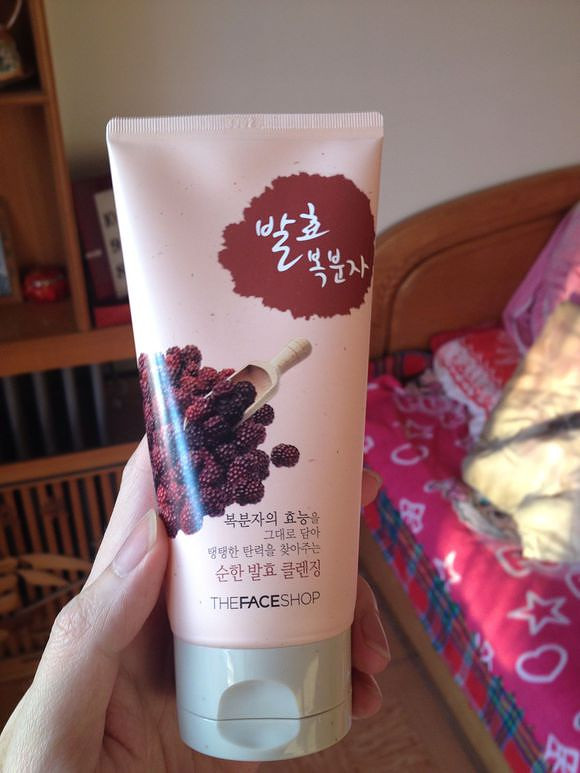 발효
복분자
복분자의 효능을
그대로 담아
탱탱한 탄력을 찾아주는
순한 발효 클렌징
THEFACESHOP